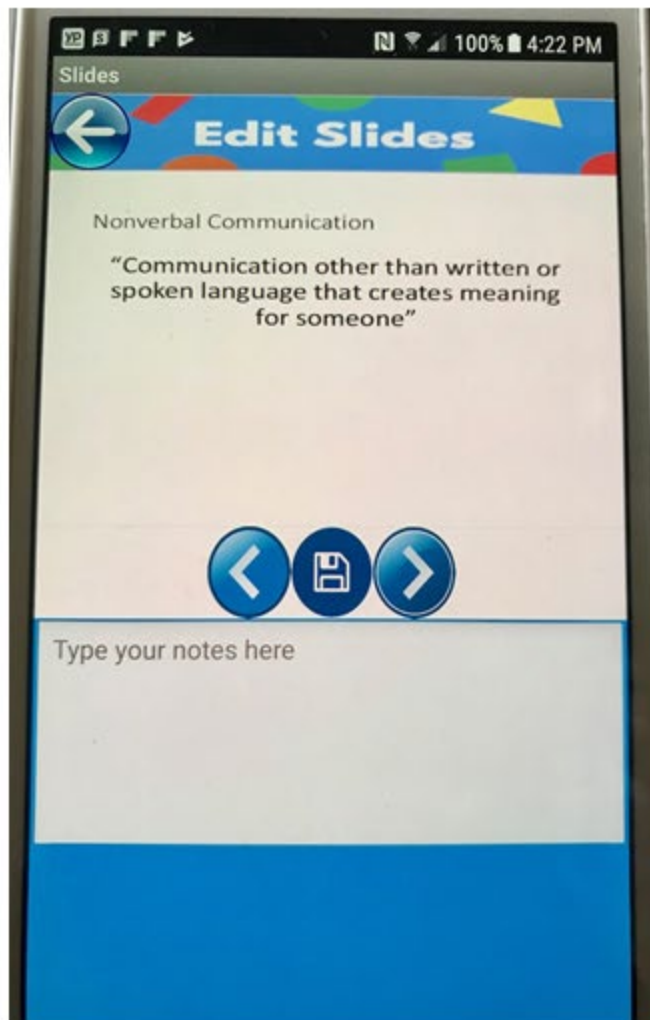 YP S F F 100% 4:22 PM
Slides
Edit Slides
Nonverbal Communication
“Communication other than written or
spoken language that creates meaning
for someone”
Type your notes here